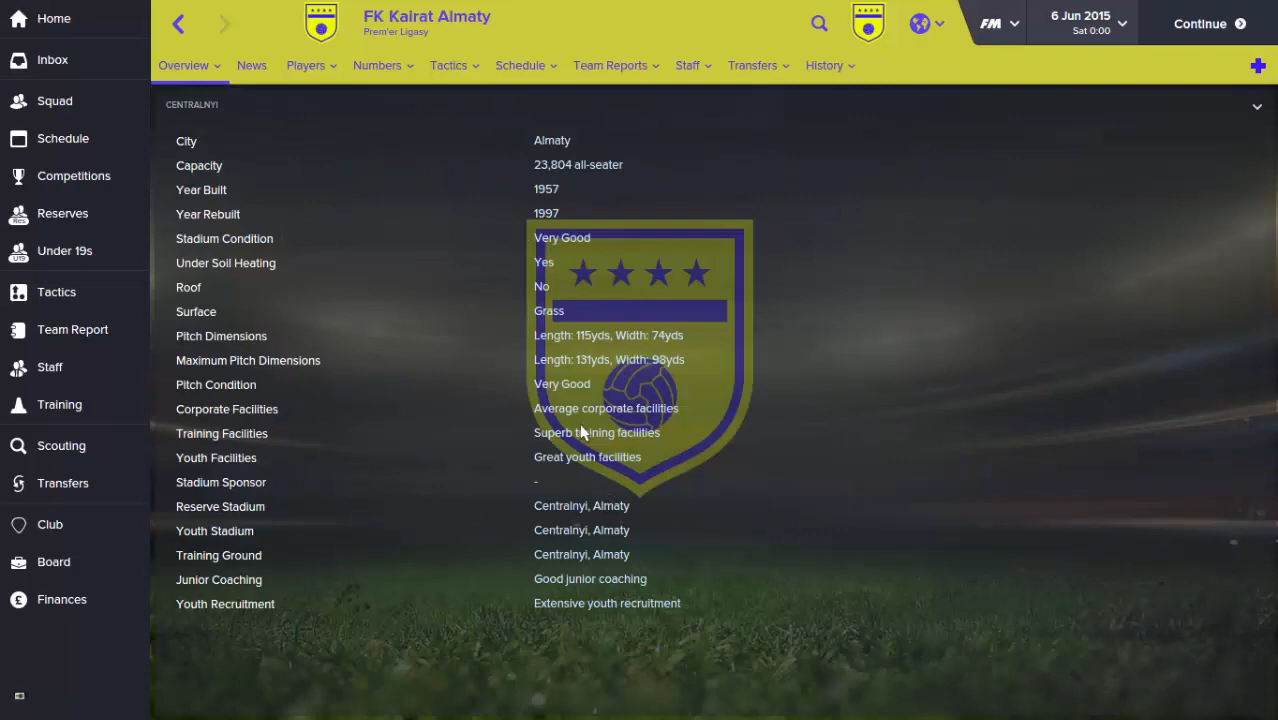 Home
Inbox
Squad
Schedule
Competitions
Reserves
Under 19s
Tactics
Team Report
Staff
Training
Scouting
Transfers
Club
Board
Finances
FK Kairat Almaty
Prem'er Ligasy
FM
6 Jun 2015
Sat 0:00
Continue
Overview News Players Numbers Tactics Schedule Team Reports Staff Transfers History
CENTRALNYI
City Almaty
Capacity 23,804 all-seater
Year Built 1957
Year Rebuilt 1997
Stadium Condition Very Good
Under Soil Heating Yes
Roof No
Surface Grass
Pitch Dimensions Length: 115yds, Width: 74yds
Maximum Pitch Dimensions Length: 131yds, Width: 98yds
Pitch Condition Very Good
Corporate Facilities Average corporate facilities
Training Facilities Superb training facilities
Youth Facilities Great youth facilities
Stadium Sponsor -
Reserve Stadium Centralnyi, Almaty
Youth Stadium Centralnyi, Almaty
Training Ground Centralnyi, Almaty
Junior Coaching Good junior coaching
Youth Recruitment Extensive youth recruitment